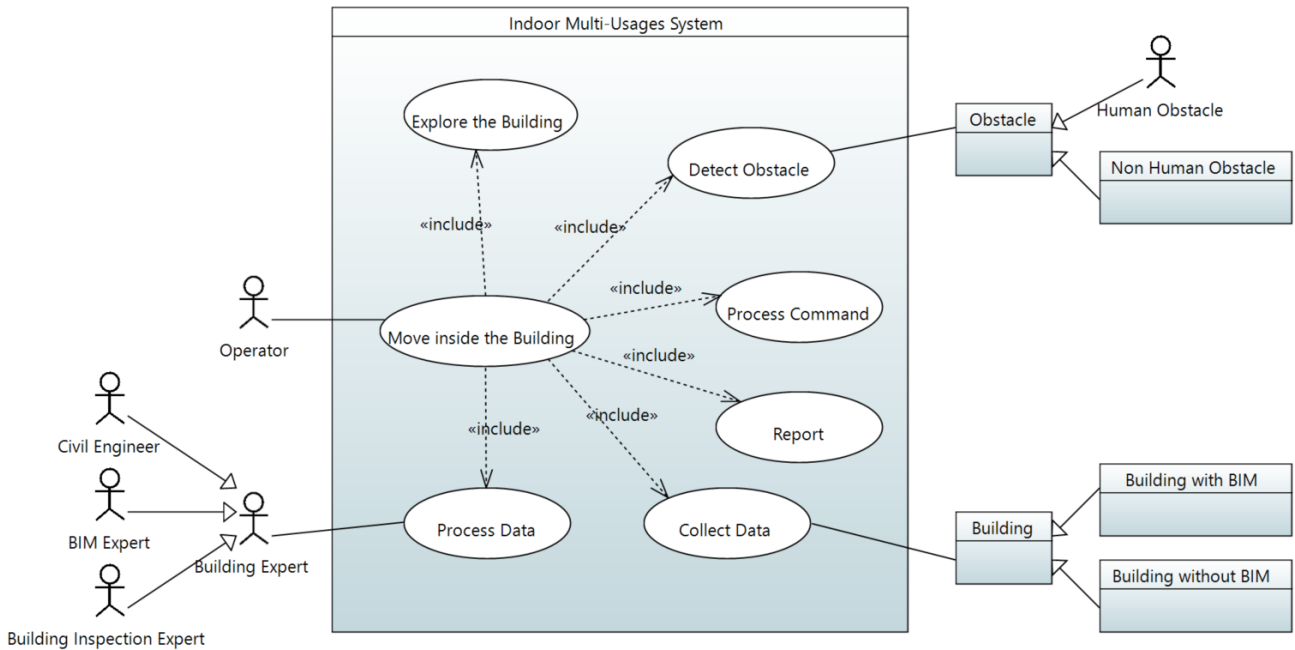 Indoor Multi-Usages System
Explore the Building
Detect Obstacle
Obstacle
Human Obstacle
Non Human Obstacle
«include»
«include»
«include»
Operator
Move inside the Building
Process Command
«include»
«include»
«include»
Report
Civil Engineer
BIM Expert
Building Expert
Building Inspection Expert
Process Data
Collect Data
Building
Building with BIM
Building without BIM